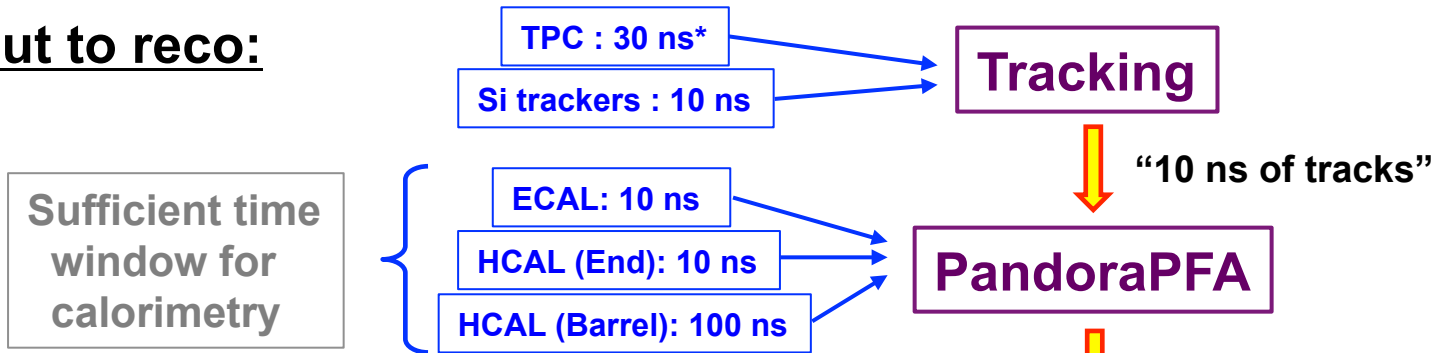 ut to reco:
TPC : 30 ns*
Si trackers : 10 ns
Tracking
“10 ns of tracks”
Sufficient time
window for
calorimetry
ECAL: 10 ns
HCAL (End): 10 ns
HCAL (Barrel): 100 ns
PandoraPFA